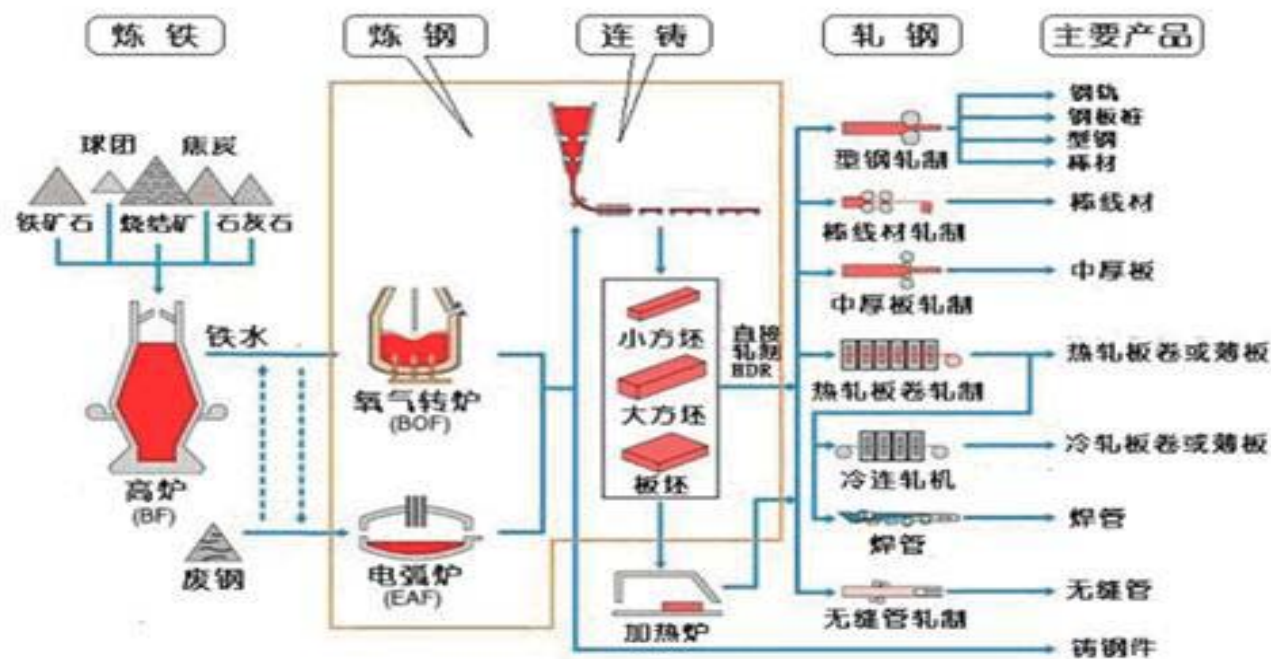 炼铁
炼钢
连铸
轧钢
主要产品
球团
焦炭
铁矿石
烧结矿
石灰石
铁水
高炉
(BF)
废钢
氧气转炉
(BOF)
电弧炉
(EAF)
小方坯
大方坯
板坯
直接
轧制
HDR
加热炉
型钢轧制
棒线材轧制
中厚板轧制
热轧板卷轧制
冷连轧机
焊管
无缝管轧制
钢轨
钢板桩
型钢
棒材
棒线材
中厚板
热轧板卷或薄板
冷轧板卷或薄板
焊管
无缝管
铸钢件